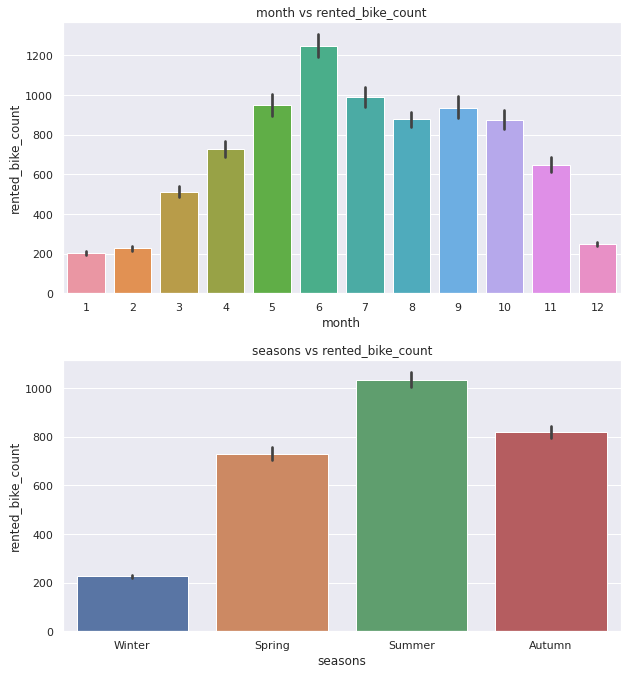 month vs rented_bike_count
1200
1000
800
600
400
200
0
rented_bike_count
1 2 3 4 5 6 7 8 9 10 11 12
month
seasons vs rented_bike_count
1000
800
600
400
200
0
rented_bike_count
Winter Spring Summer Autumn
seasons